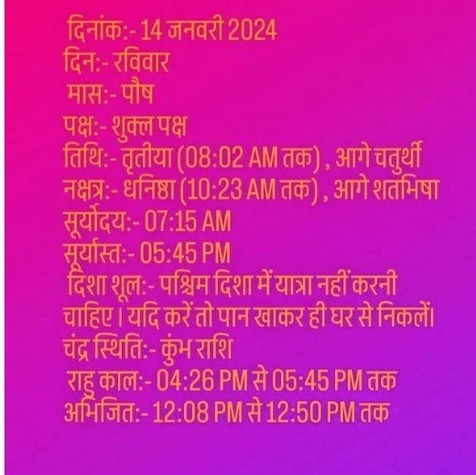 दिनांक:- 14 जनवरी 2024
दिन:- रविवार
मास:- पौष
पक्ष:- शुक्ल पक्ष
तिथि:- तृतीया (08:02 AM तक) , आगे चतुर्थी
नक्षत्र:- धनिष्ठा (10:23 AM तक) , आगे शतभिषा
सूर्योदय:- 07:15 AM
सूर्यास्त:- 05:45 PM
दिशा शूल:- पश्चिम दिशा में यात्रा नहीं करनी
चाहिए। यदि करें तो पान खाकर ही घर से निकलें।
चंद्र स्थिति:- कुंभ राशि
राहु काल:- 04:26 PM से 05:45 PM तक
अभिजित:- 12:08 PM से 12:50 PM तक